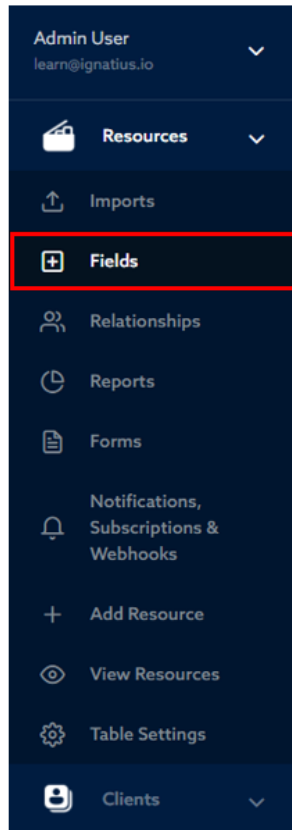 Admin User
learn@ignatius.io
Resources
Imports
Fields
Relationships
Reports
Forms
Notifications,
Subscriptions &
Webhooks
Add Resource
View Resources
Table Settings
Clients